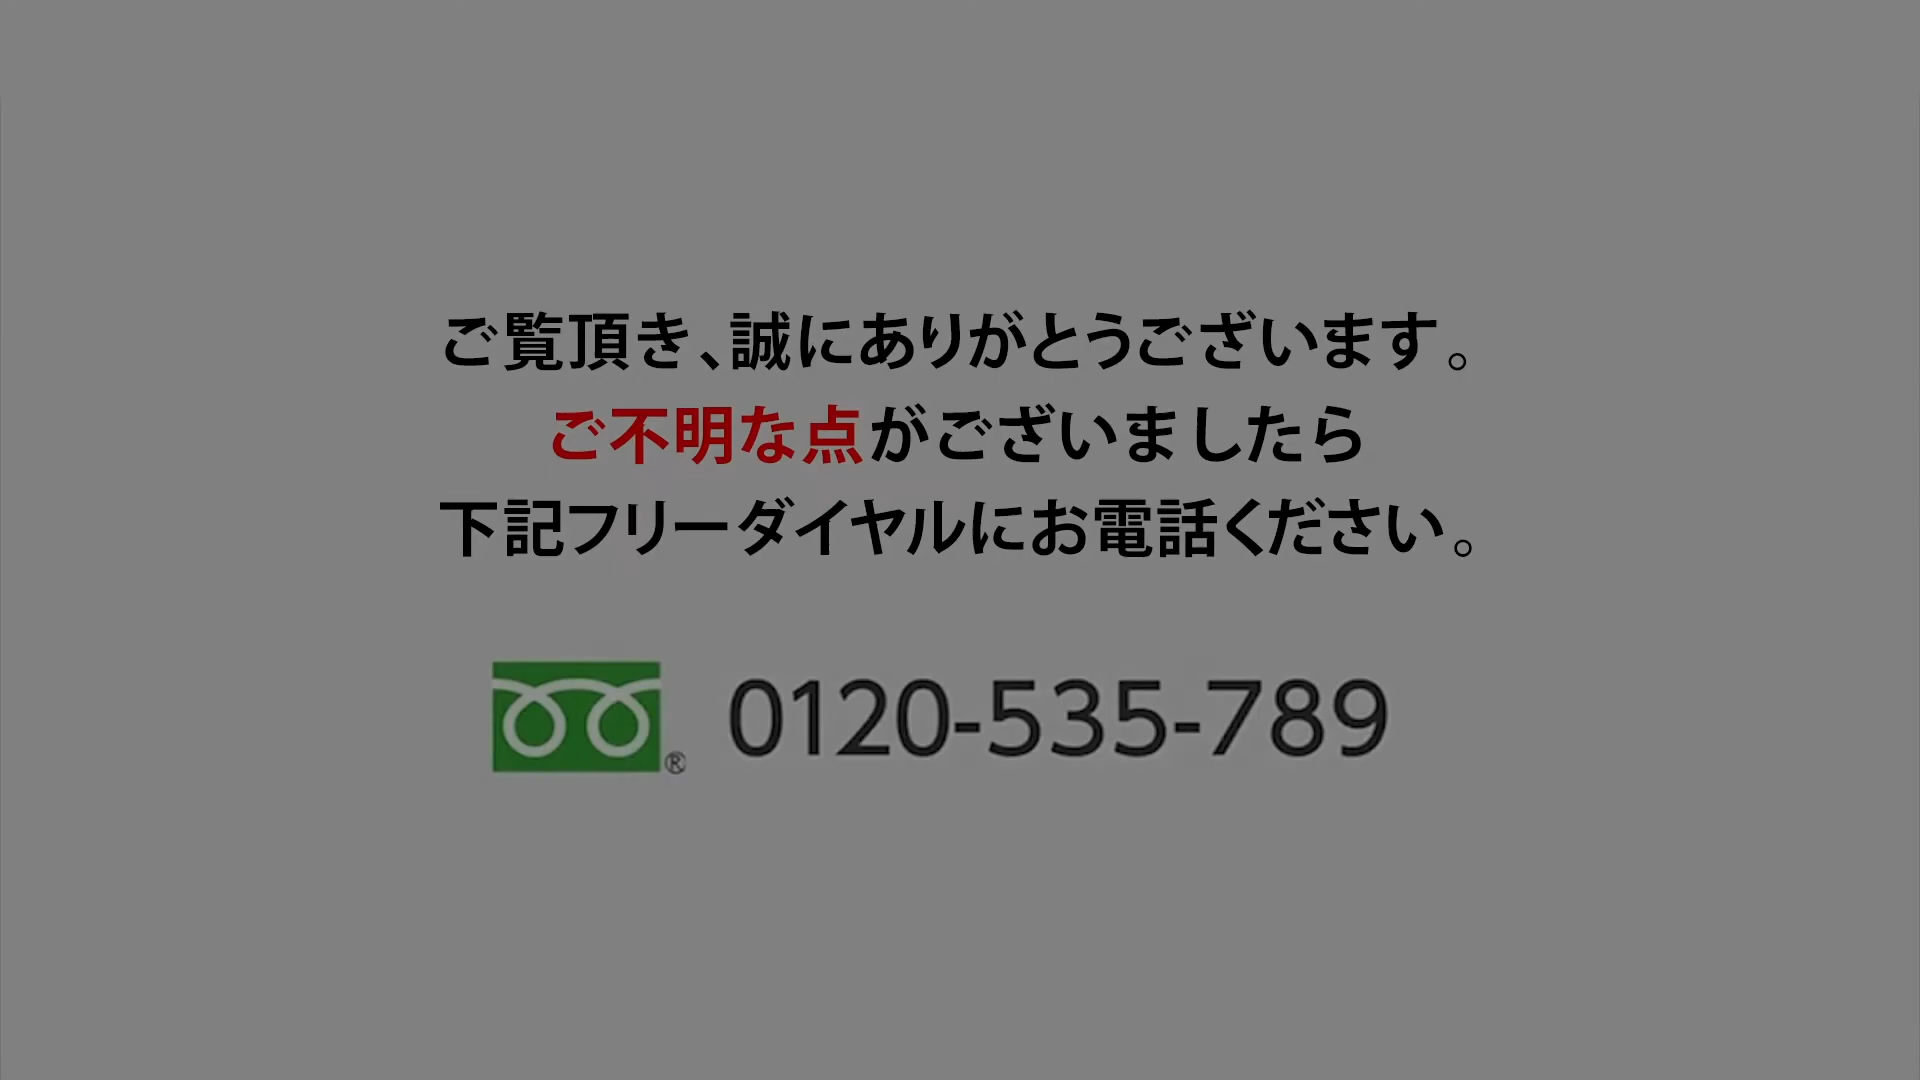 ご覧頂き、誠にありがとうございます。
ご不明な点がございましたら
下記フリーダイヤルにお電話ください。
® 0120-535-789